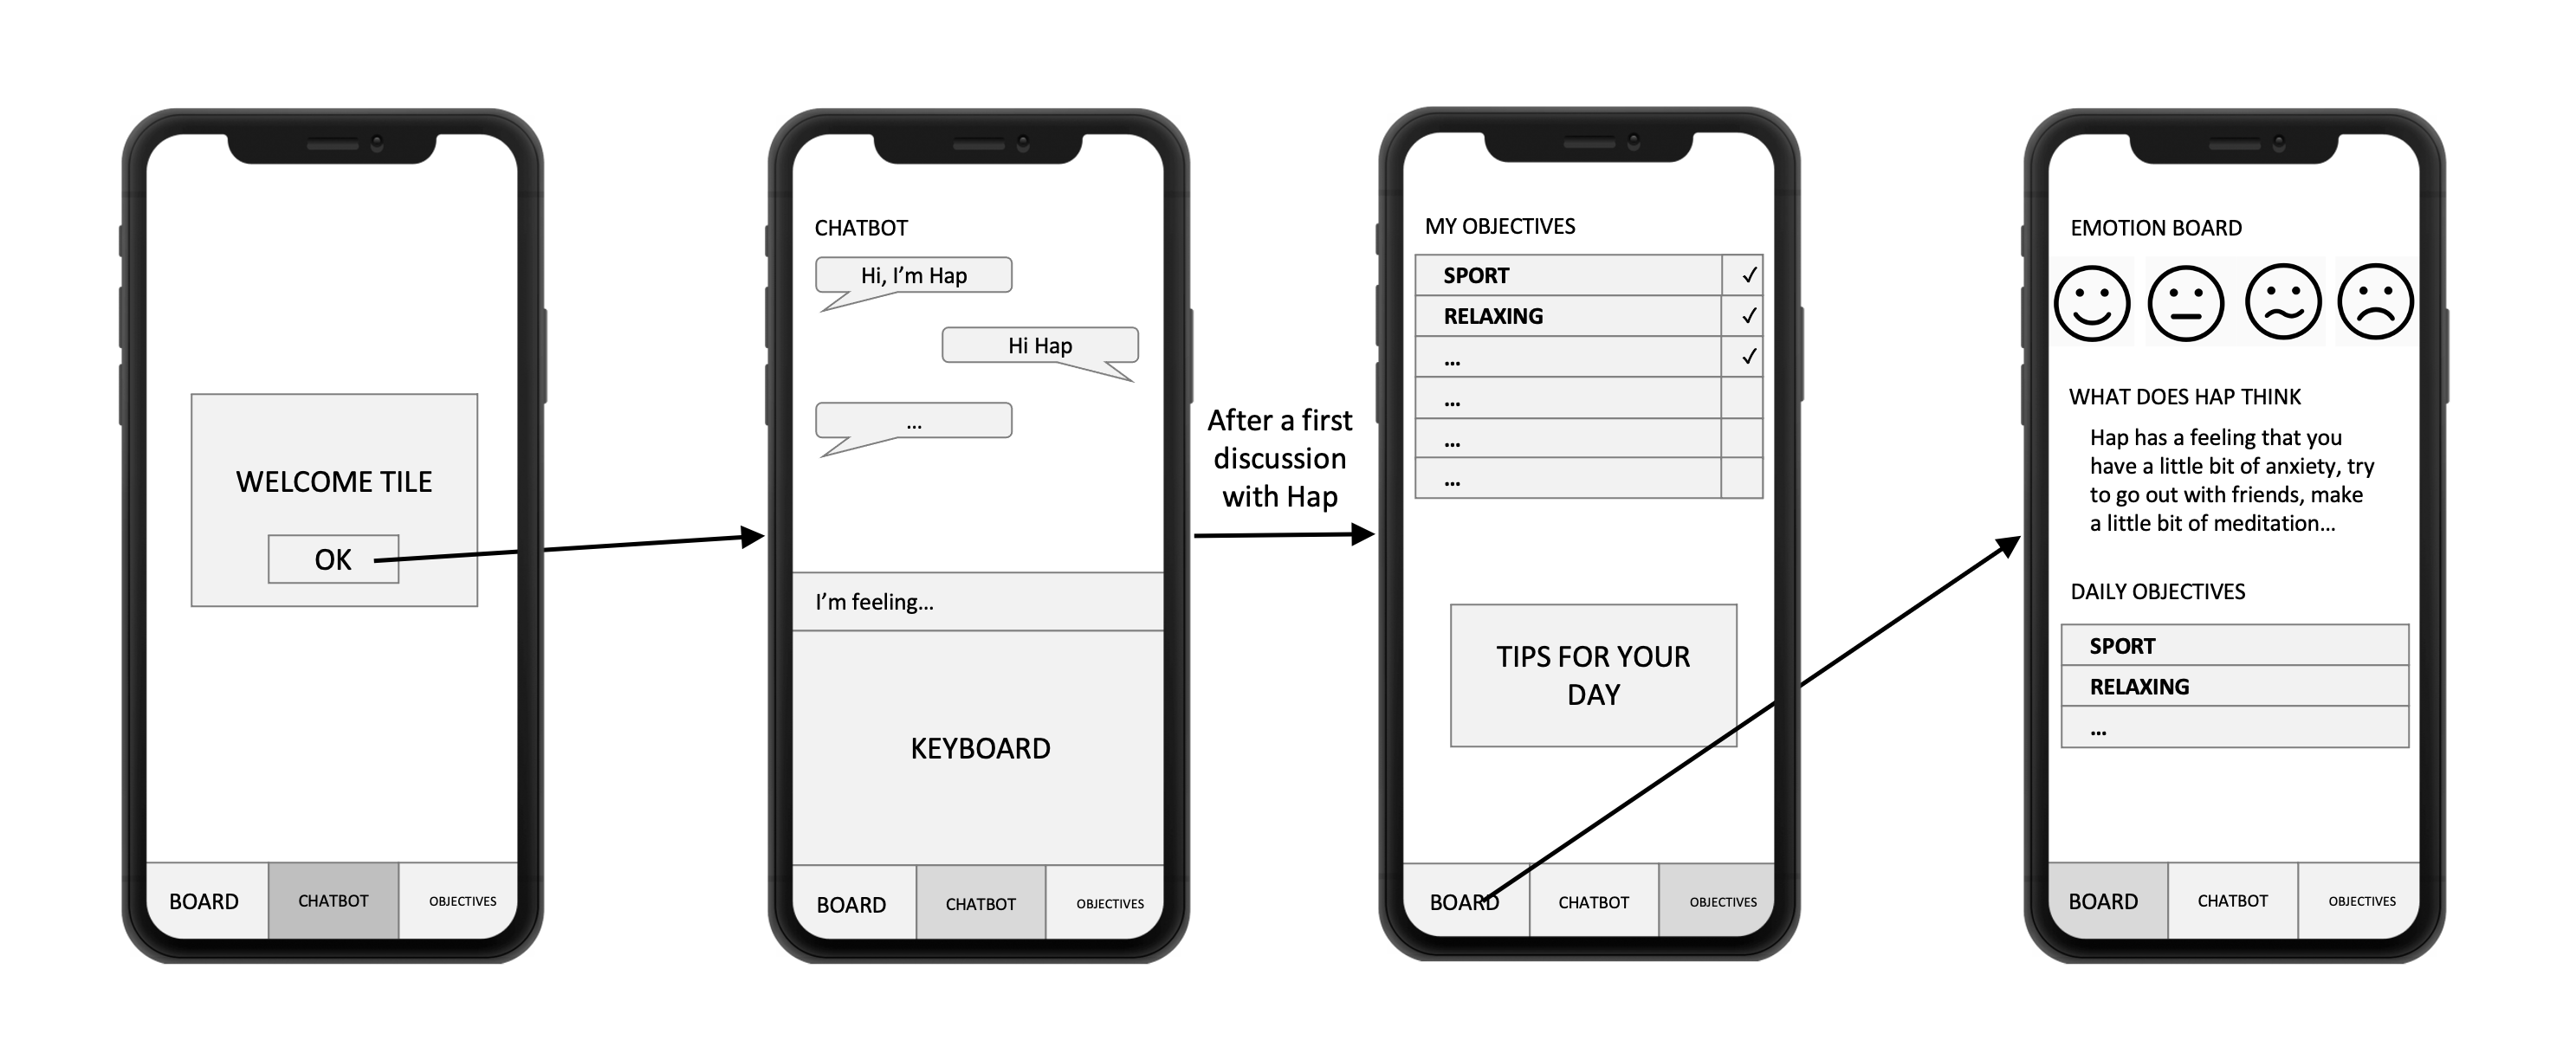 WELCOME TILE
OK
BOARD
CHATBOT
OBJECTIVES
CHATBOT
Hi, I’m Hap
Hi Hap
...
I’m feeling...
KEYBOARD
BOARD
CHATBOT
OBJECTIVES
After a first
discussion
with Hap
MY OBJECTIVES
SPORT ✓
RELAXING ✓
... ✓
...
...
...
TIPS FOR YOUR
DAY
BOARD
CHATBOT
OBJECTIVES
EMOTION BOARD
WHAT DOES HAP THINK
Hap has a feeling that you
have a little bit of anxiety, try
to go out with friends, make
a little bit of meditation...
DAILY OBJECTIVES
SPORT
RELAXING
...
BOARD
CHATBOT
OBJECTIVES